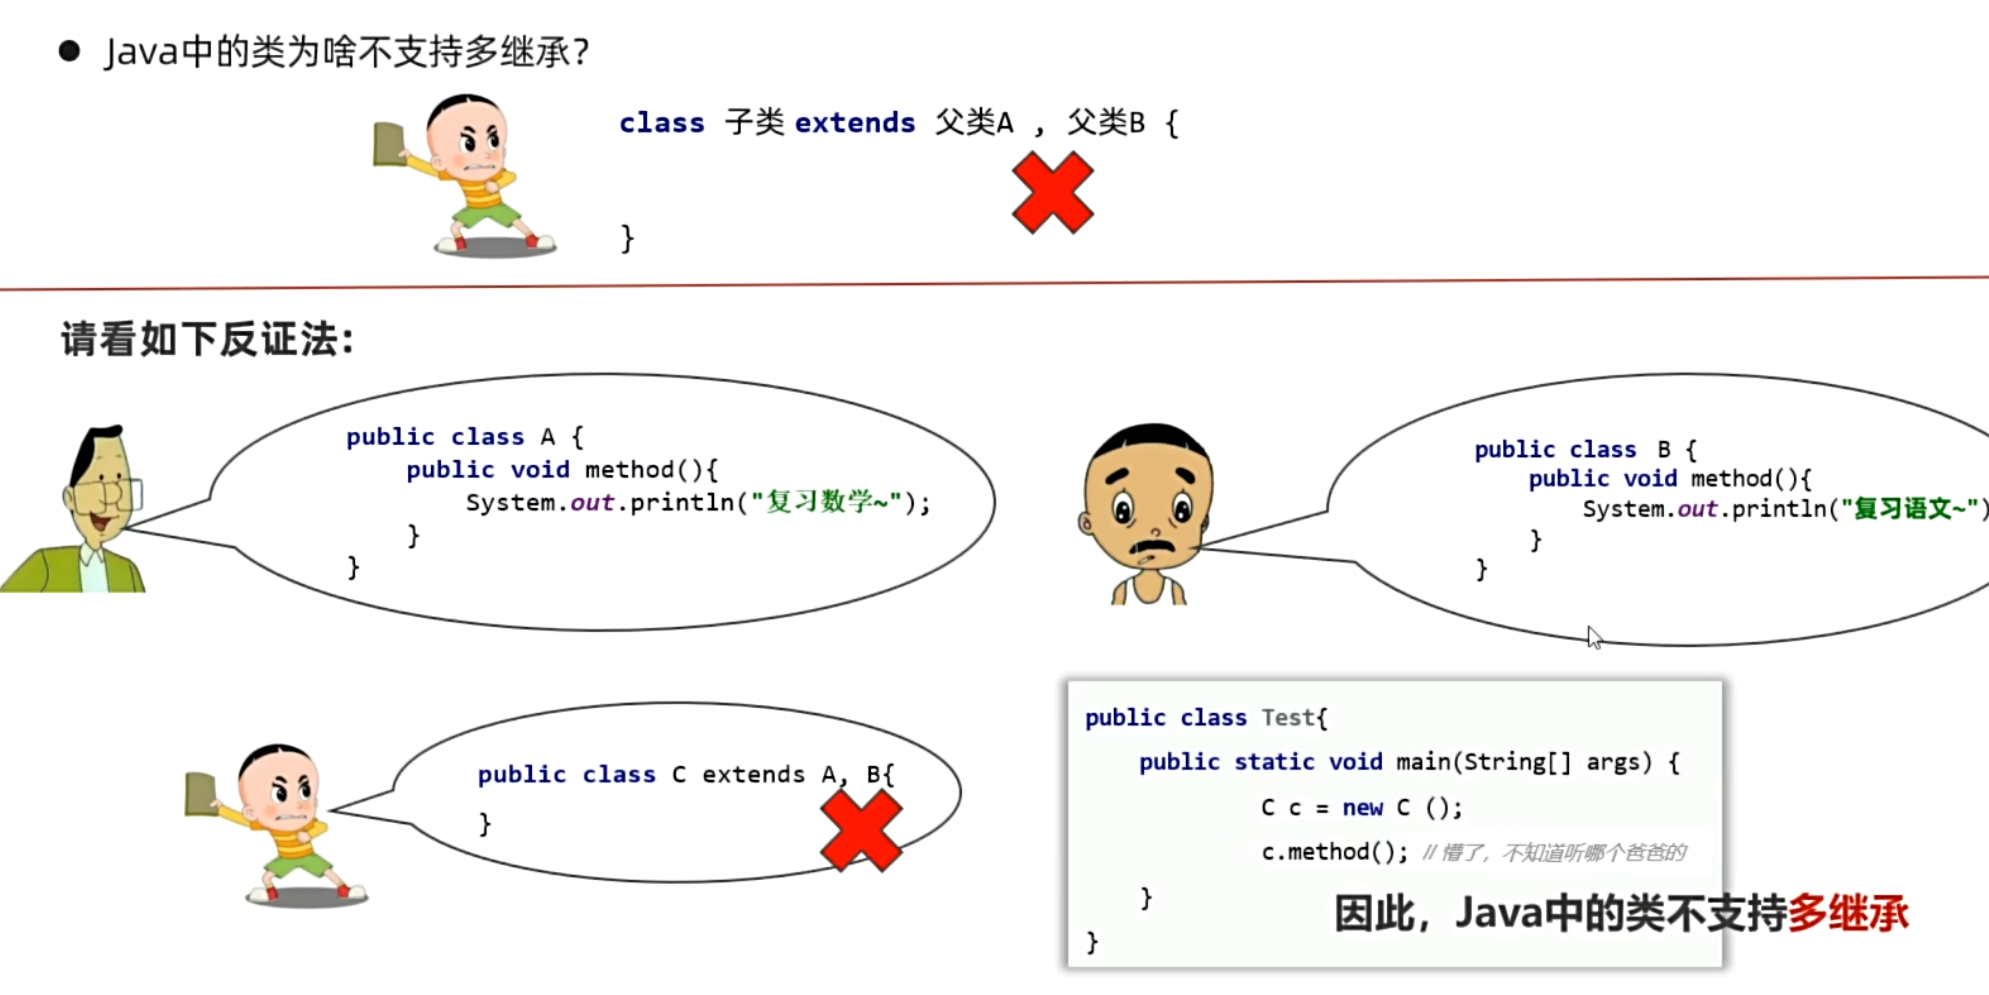 ● Java中的类为啥不支持多继承?
class 子类 extends 父类A , 父类B {
}
请看如下反证法:
public class A {
public void method(){
System.out.println("复习数学~");
}
}
public class B {
public void method(){
System.out.println("复习语文~")
}
}
public class C extends A, B{
}
public class Test{
public static void main(String[] args) {
C c = new C ();
c.method(); // 懵了，不知道听哪个爸爸的
}
}
因此，Java中的类不支持多继承